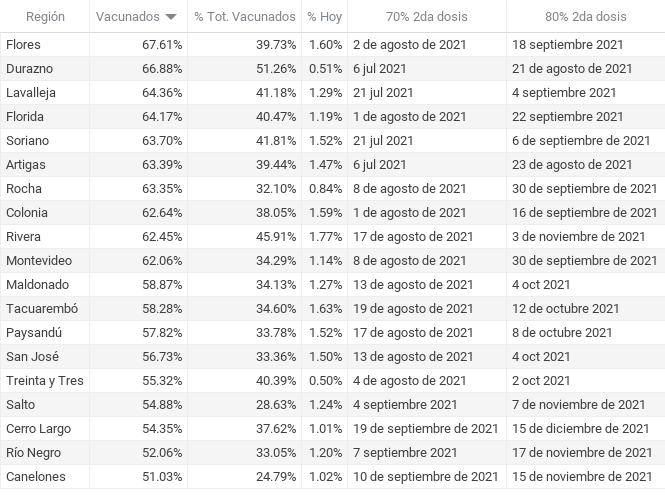 Región Vacunados % Tot. Vacunados % Hoy 70% 2da dosis 80% 2da dosis
Flores 67.61% 39.73% 1.60% 2 de agosto de 2021 18 septiembre 2021
Durazno 66.88% 51.26% 0.51% 6 jul 2021 21 de agosto de 2021
Lavalleja 64.36% 41.18% 1.29% 21 jul 2021 4 septiembre 2021
Florida 64.17% 40.47% 1.19% 1 de agosto de 2021 22 septiembre 2021
Soriano 63.70% 41.81% 1.52% 21 jul 2021 6 de septiembre de 2021
Artigas 63.39% 39.44% 1.47% 6 jul 2021 23 de agosto de 2021
Rocha 63.35% 32.10% 0.84% 8 de agosto de 2021 30 de septiembre de 2021
Colonia 62.64% 38.05% 1.59% 1 de agosto de 2021 16 de septiembre de 2021
Rivera 62.45% 45.91% 1.77% 17 de agosto de 2021 3 de noviembre de 2021
Montevideo 62.06% 34.29% 1.14% 8 de agosto de 2021 30 de septiembre de 2021
Maldonado 58.87% 34.13% 1.27% 13 de agosto de 2021 4 oct 2021
Tacuarembó 58.28% 34.60% 1.63% 19 de agosto de 2021 12 de octubre 2021
Paysandú 57.82% 33.78% 1.52% 17 de agosto de 2021 8 de octubre 2021
San José 56.73% 33.36% 1.50% 13 de agosto de 2021 4 oct 2021
Treinta y Tres 55.32% 40.39% 0.50% 4 de agosto de 2021 2 oct 2021
Salto 54.88% 28.63% 1.24% 4 septiembre 2021 7 de noviembre de 2021
Cerro Largo 54.35% 37.62% 1.01% 19 de septiembre de 2021 15 de diciembre de 2021
Río Negro 52.06% 33.05% 1.20% 7 septiembre 2021 17 de noviembre de 2021
Canelones 51.03% 24.79% 1.02% 10 de septiembre de 2021 15 de noviembre de 2021